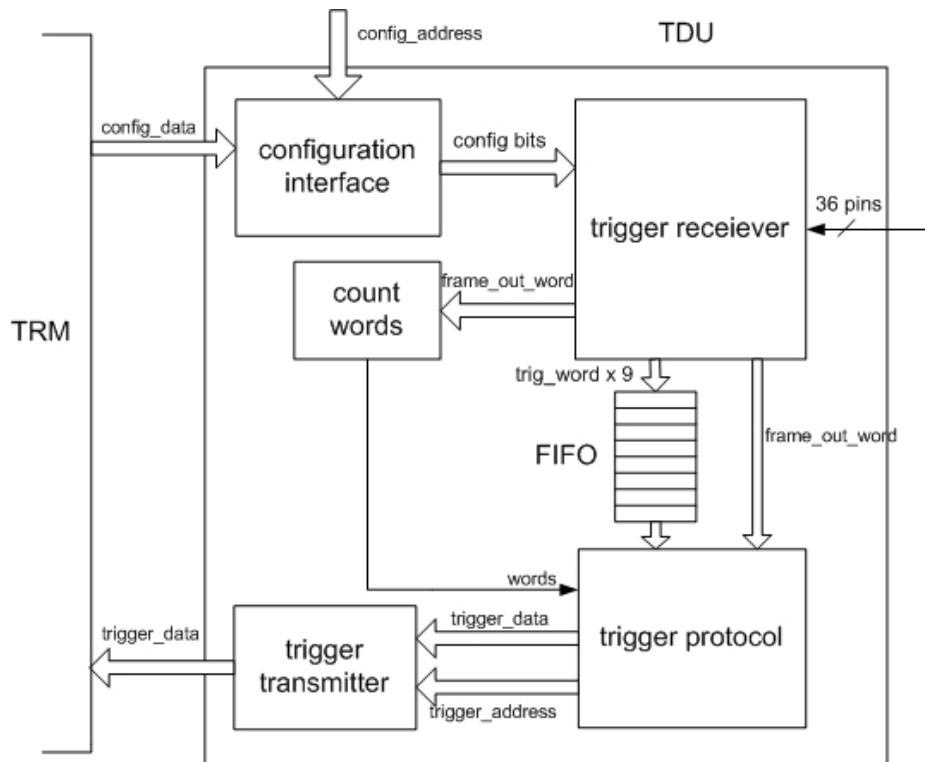 config_address
TDU
config_data
configuration
interface
config bits
trigger receiever
36 pins
frame_out_word
count
words
TRM
trig_word x 9
FIFO
frame_out_word
words
trigger_data
trigger_data
trigger
transmitter
trigger protocol
trigger_address